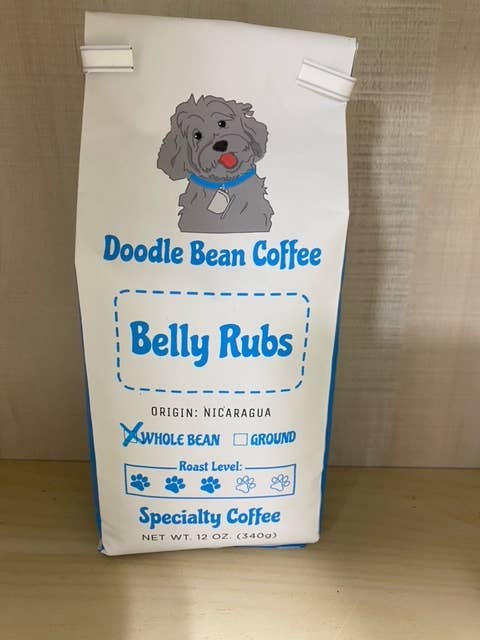 Doodle Bean Coffee
Belly Rubs
ORIGIN: NICARAGUA
WHOLE BEAN GROUND
Roast Level:
Specialty Coffee
NET WT. 12 OZ. (340g)